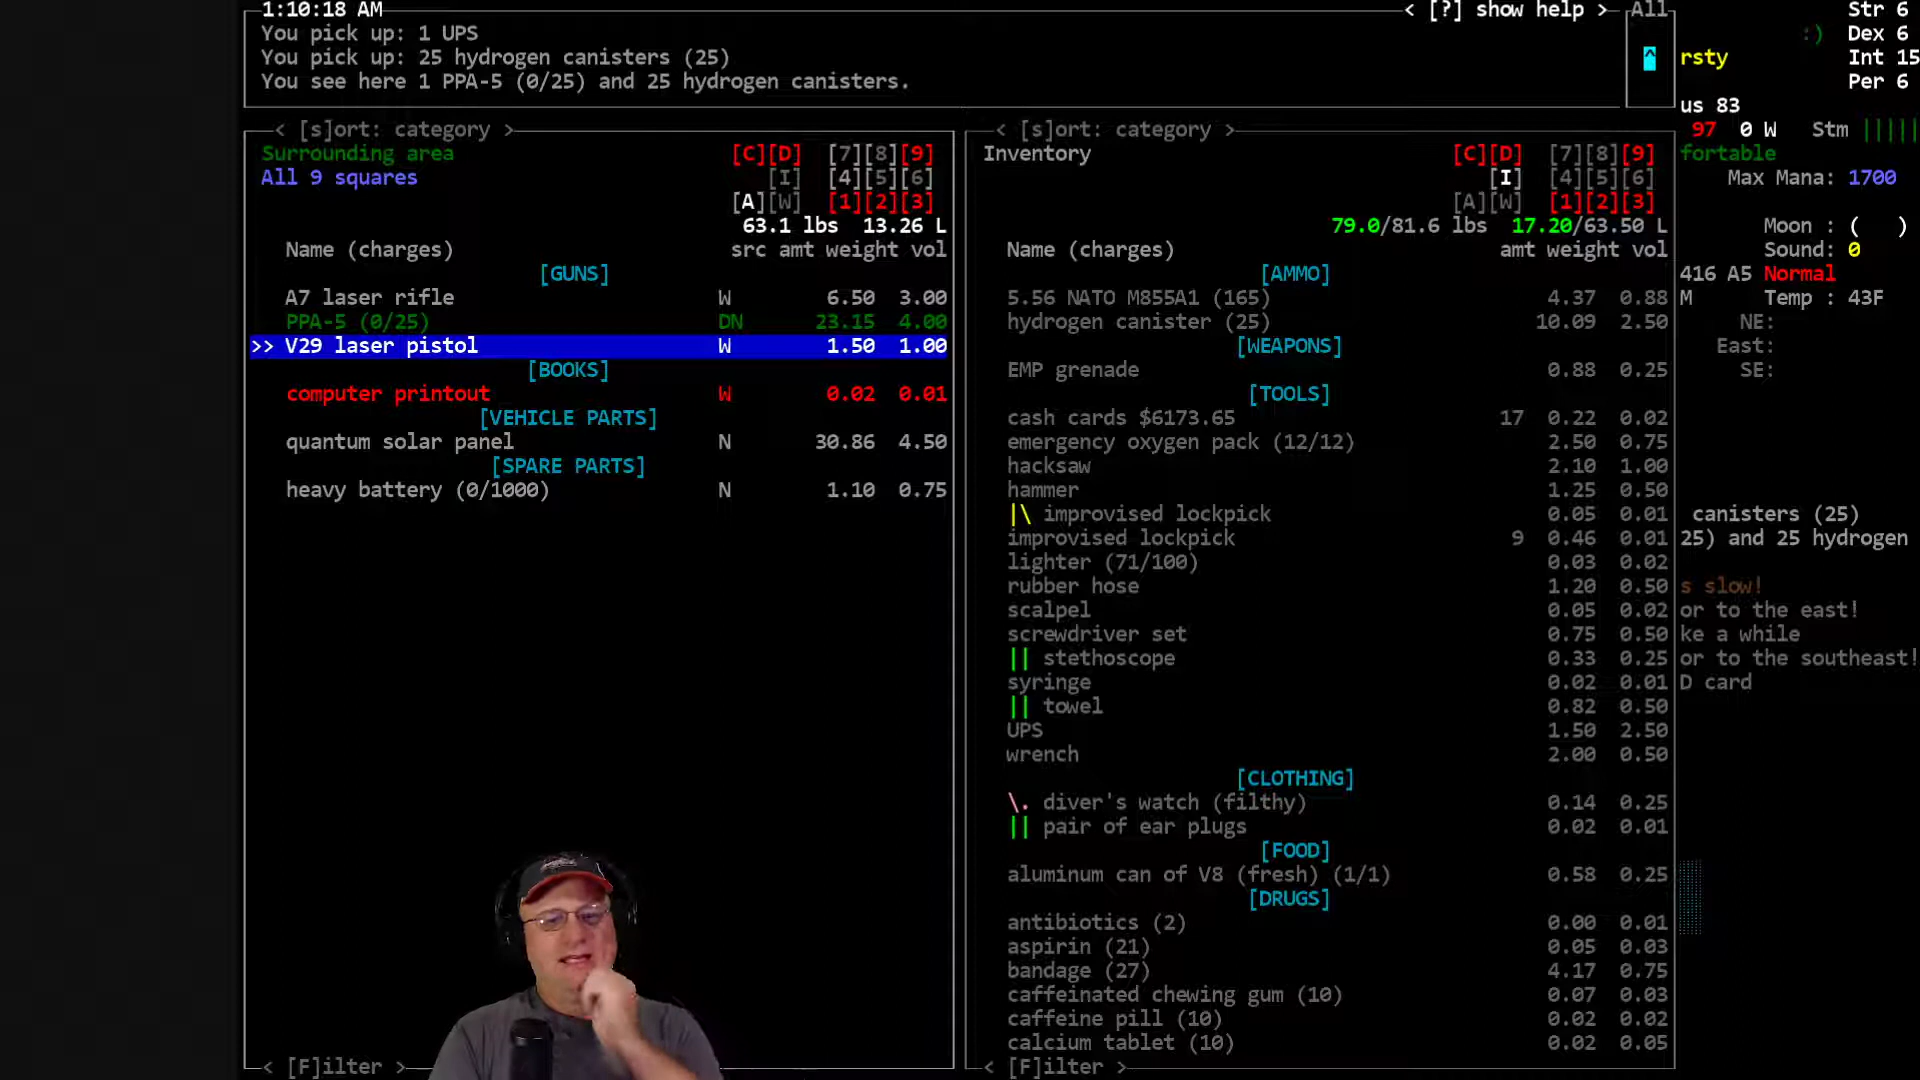 1:10:18 AM
< [?] show help >
You pick up: 1 UPS
You pick up: 25 hydrogen canisters (25)
You see here 1 PPA-5 (0/25) and 25 hydrogen canisters.
All
^
:)
Str 6
Dex 6
rsty
Int 15
Per 6
us 83
97 0 W Stm |||||
fortable
Max Mana: 1700
Moon : ( )
Sound: 0
416 A5 Normal
M Temp : 43F
NE:
East:
SE:
canisters (25)
25) and 25 hydrogen
s slow!
or to the east!
ke a while
or to the southeast!
D card
< [s]ort: category >
Surrounding area [C][D] [7][8][9]
All 9 squares [I] [4][5][6]
[A][W] [1][2][3]
63.1 lbs 13.26 L
Name (charges) src amt weight vol
[GUNS]
A7 laser rifle W 6.50 3.00
PPA-5 (0/25) DN 23.15 4.00
>> V29 laser pistol W 1.50 1.00
[BOOKS]
computer printout W 0.02 0.01
[VEHICLE PARTS]
quantum solar panel N 30.86 4.50
[SPARE PARTS]
heavy battery (0/1000) N 1.10 0.75
< [F]ilter >
< [s]ort: category >
Inventory [C][D] [7][8][9]
[I] [4][5][6]
[A][W] [1][2][3]
79.0/81.6 lbs 17.20/63.50 L
Name (charges) amt weight vol
[AMMO]
5.56 NATO M855A1 (165) 4.37 0.88
hydrogen canister (25) 10.09 2.50
[WEAPONS]
EMP grenade 0.88 0.25
[TOOLS]
cash cards $6173.65 17 0.22 0.02
emergency oxygen pack (12/12) 2.50 0.75
hacksaw 2.10 1.00
hammer 1.25 0.50
|\ improvised lockpick 0.05 0.01
improvised lockpick 9 0.46 0.01
lighter (71/100) 0.03 0.02
rubber hose 1.20 0.50
scalpel 0.05 0.02
screwdriver set 0.75 0.50
|| stethoscope 0.33 0.25
syringe 0.02 0.01
|| towel 0.82 0.50
UPS 1.50 2.50
wrench 2.00 0.50
[CLOTHING]
\. diver's watch (filthy) 0.14 0.25
|| pair of ear plugs 0.02 0.01
[FOOD]
aluminum can of V8 (fresh) (1/1) 0.58 0.25
[DRUGS]
antibiotics (2) 0.00 0.01
aspirin (21) 0.05 0.03
bandage (27) 4.17 0.75
caffeinated chewing gum (10) 0.07 0.03
caffeine pill (10) 0.02 0.02
calcium tablet (10) 0.02 0.05
< [F]ilter >